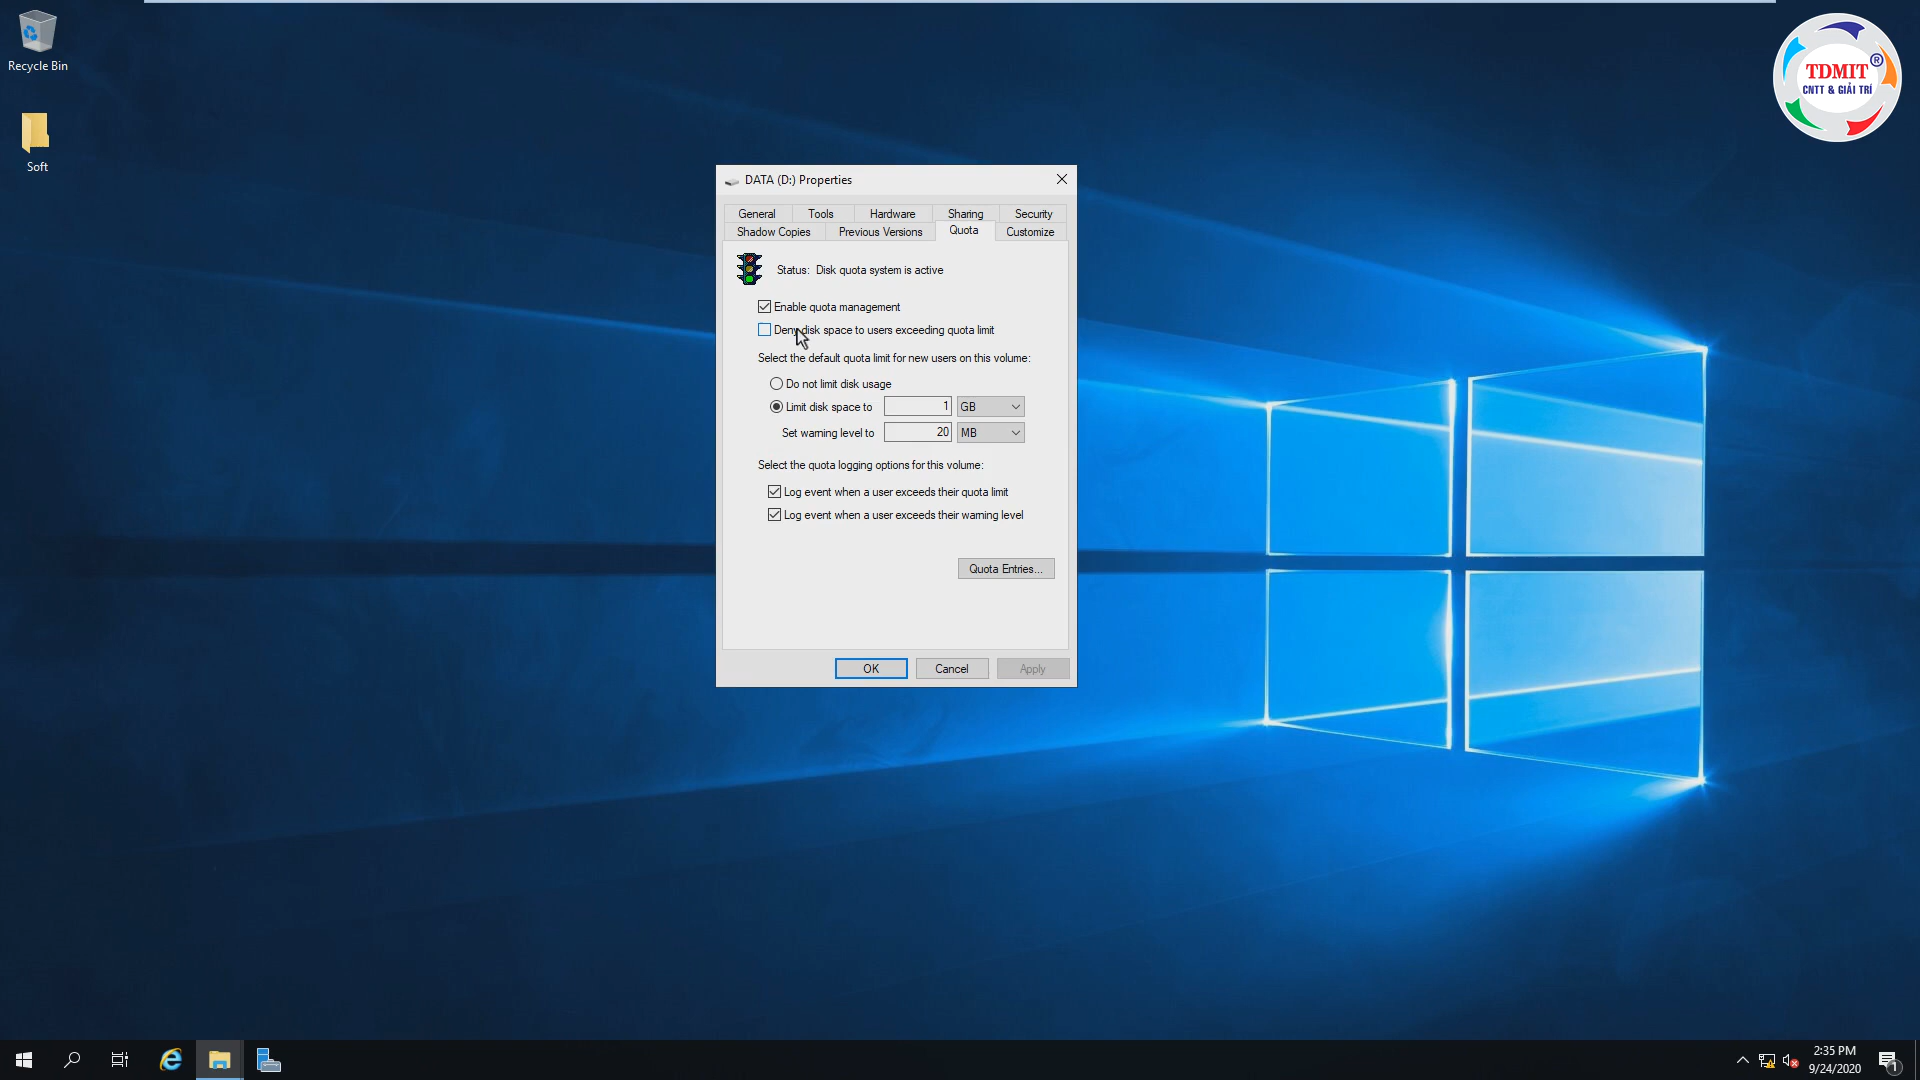 Recycle Bin
Soft
TDMIT ®
CNTT & GIẢI TRÍ
DATA (D:) Properties
General Tools Hardware Sharing Security
Shadow Copies Previous Versions Quota Customize
Status: Disk quota system is active
Enable quota management
Deny disk space to users exceeding quota limit
Select the default quota limit for new users on this volume:
Do not limit disk usage
Limit disk space to 1 GB
Set warning level to 20 MB
Select the quota logging options for this volume:
Log event when a user exceeds their quota limit
Log event when a user exceeds their warning level
Quota Entries...
OK Cancel Apply
2:35 PM
9/24/2020
1